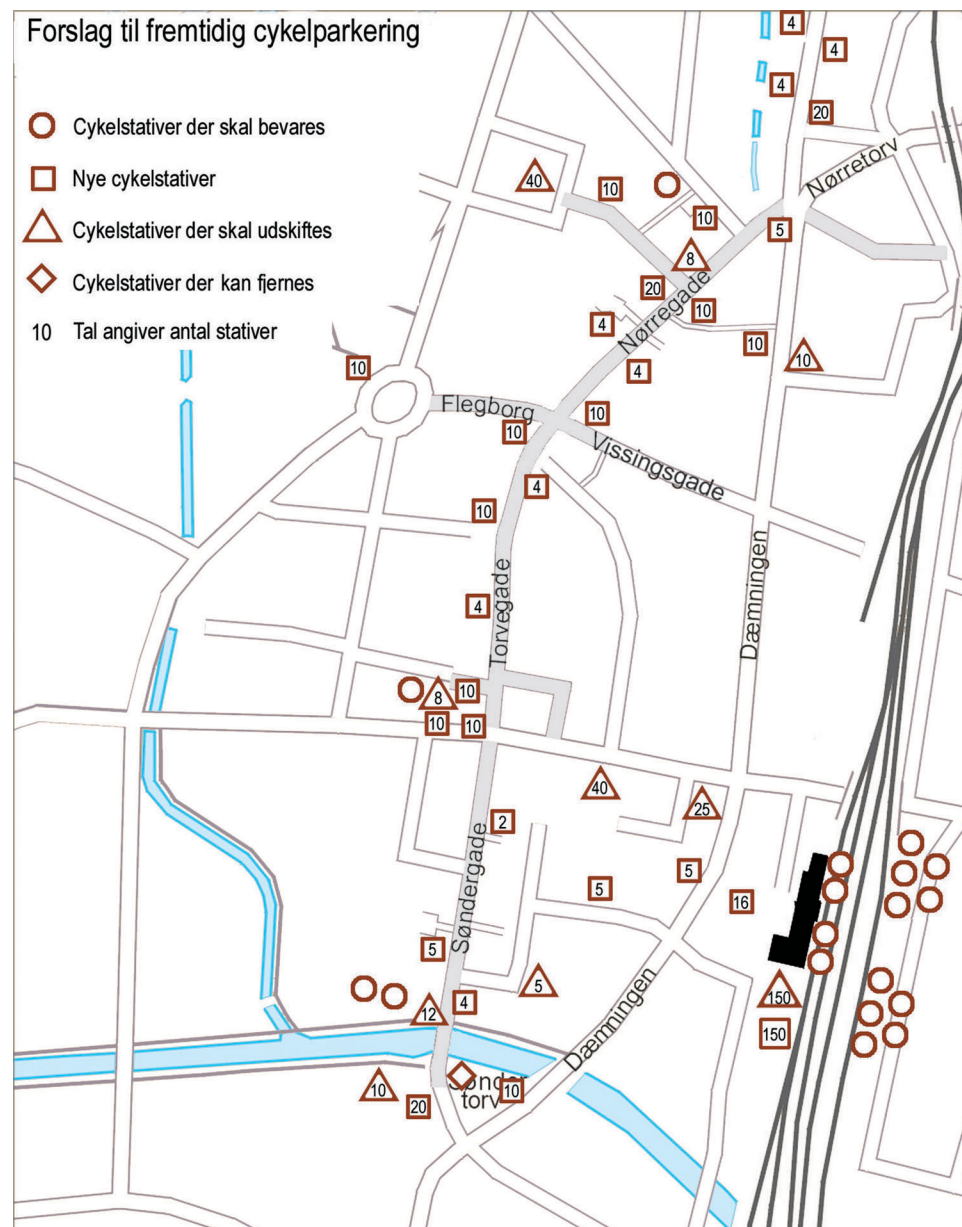 Forslag til fremtidig cykelparkering
Cykelstativer der skal bevares
Nye cykelstativer
Cykelstativer der skal udskiftes
Cykelstativer der kan fjernes
10 Tal angiver antal stativer
4
4
4
20
Nørretorv
40
10
10
5
8
20
10
Nørregade
4
10
10
4
10
Flegborg
10
10
Vissingsgade
4
10
4
Torvegade
Dæmningen
8
10
10
10
40
25
2
Søndergade
5
5
16
5
5
150
4
12
150
Dæmningen
10
Sønder
torv
10
20